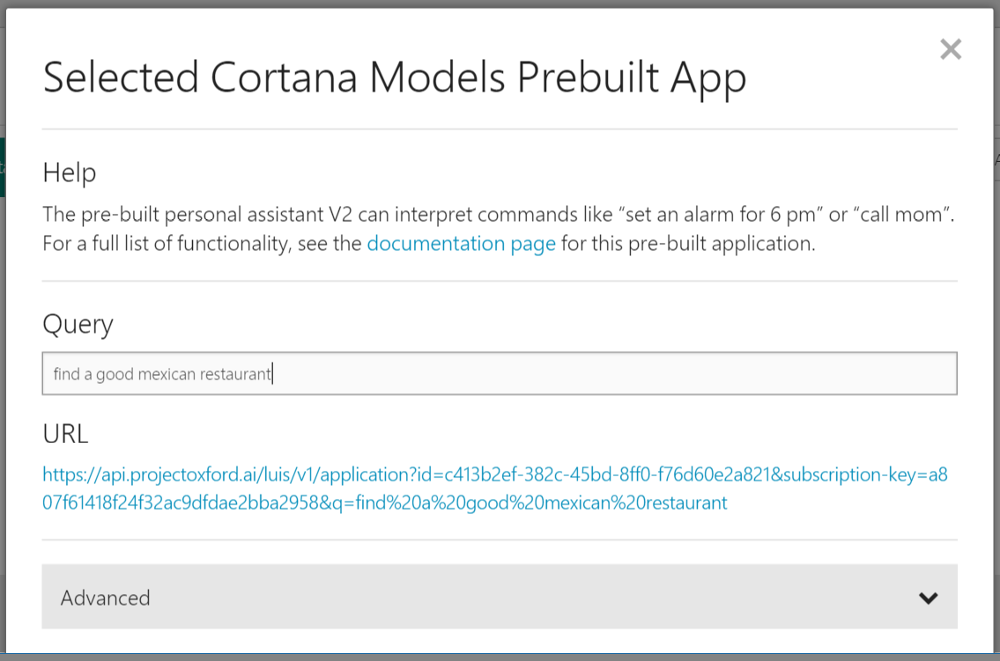 Selected Cortana Models Prebuilt App
Help
The pre-built personal assistant V2 can interpret commands like “set an alarm for 6 pm” or “call mom”.
For a full list of functionality, see the documentation page for this pre-built application.
Query
find a good mexican restaurant
URL
https://api.projectoxford.ai/luis/v1/application?id=c413b2ef-382c-45bd-8ff0-f76d60e2a821&subscription-key=a8
07f61418f24f32ac9dfdae2bba2958&q=find%20a%20good%20mexican%20restaurant
Advanced